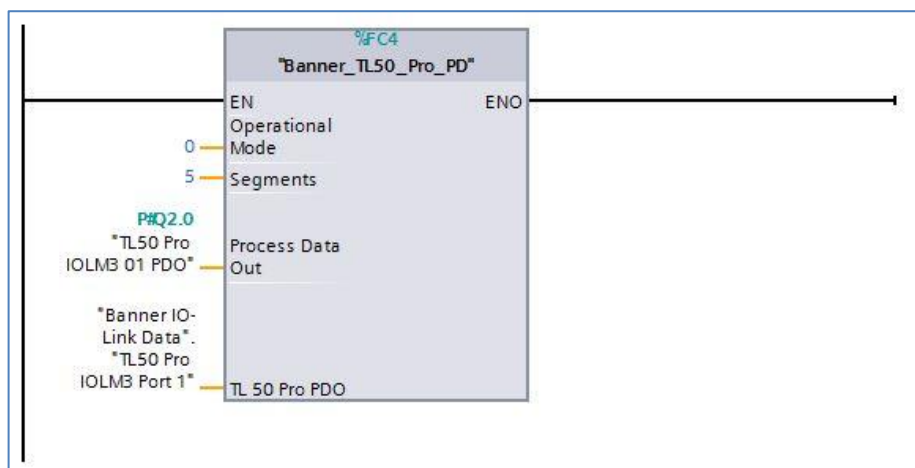 %FC4
"Banner_TL50_Pro_PD"
EN ENO
Operational
0 Mode
5 Segments
P#Q2.0
"TL50 Pro
IOLM3 01 PDO"
Process Data
Out
"Banner IO-
Link Data".
"TL50 Pro
IOLM3 Port 1"
TL 50 Pro PDO